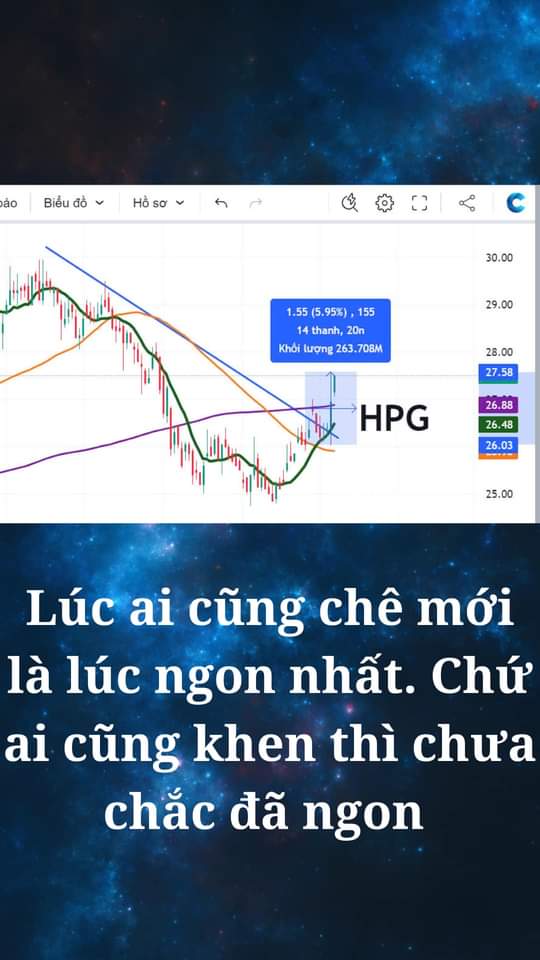 báo Biểu đồ Hồ sơ
30.00
29.00
1.55 (5.95%) , 155
14 thanh, 20n
Khối lượng 263.708M
28.00
27.58
26.88
HPG
26.48
26.03
25.00
Lúc ai cũng chê mới
là lúc ngon nhất. Chứ
ai cũng khen thì chưa
chắc đã ngon